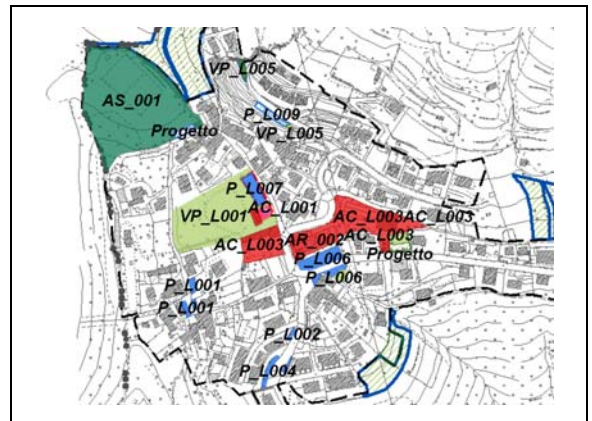 VP_L005
AS_001
P_L009
Progetto
VP_L005
P_L007
AC_L001
VP_L001
AC_L003AC_L003
AC_L003
AR_002
AC_L003
P_L006
Progetto
P_L006
P_L001
P_L001
P_L002
P_L004